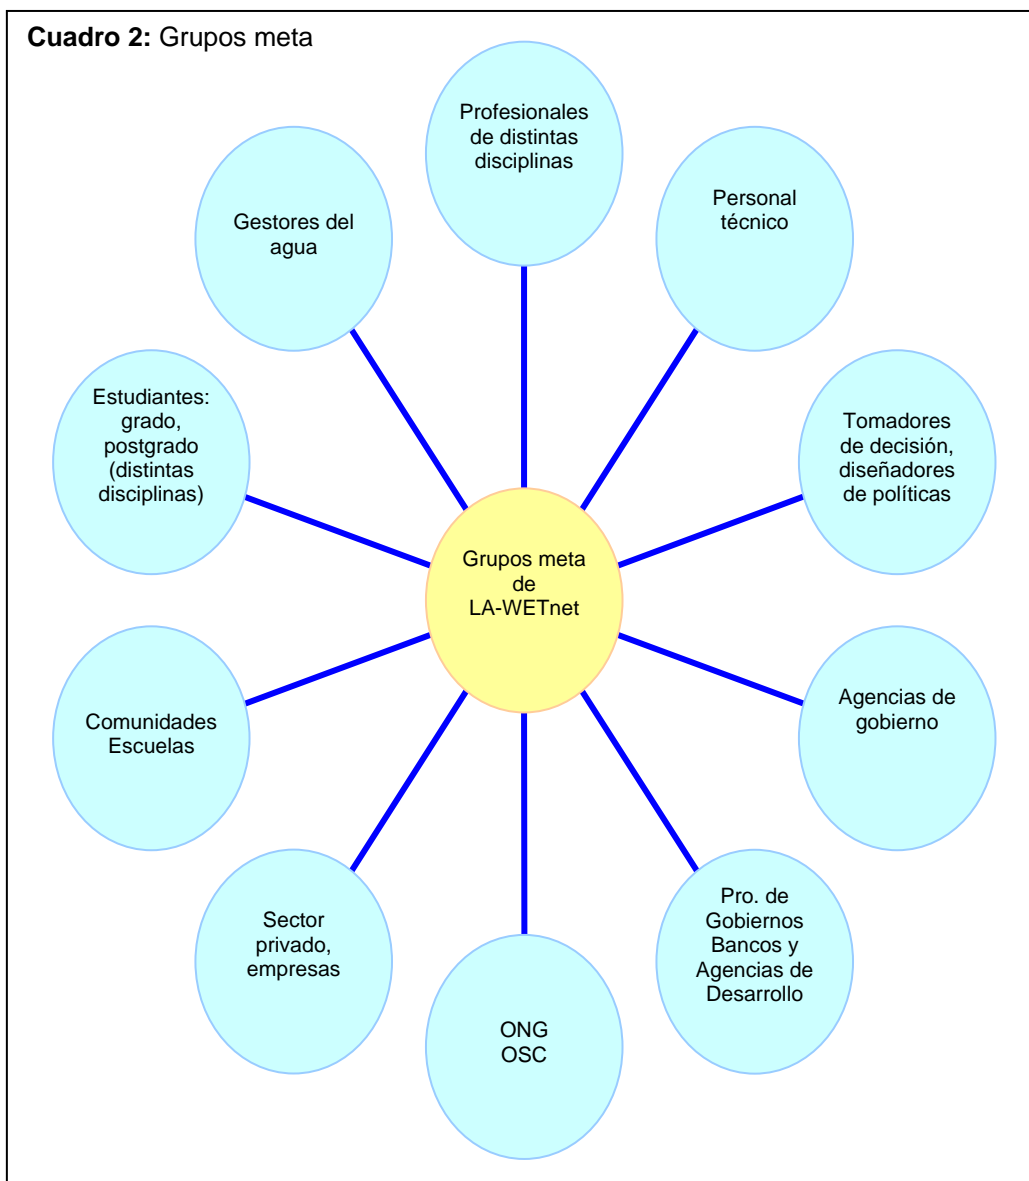 Cuadro 2: Grupos meta
Profesionales
de distintas
disciplinas
Personal
técnico
Tomadores
de decisión,
diseñadores
de políticas
Agencias de
gobierno
Pro. de
Gobiernos
Bancos y
Agencias de
Desarrollo
ONG
OSC
Sector
privado,
empresas
Comunidades
Escuelas
Estudiantes:
grado,
postgrado
(distintas
disciplinas)
Gestores del
agua
Grupos meta
de
LA-WETnet